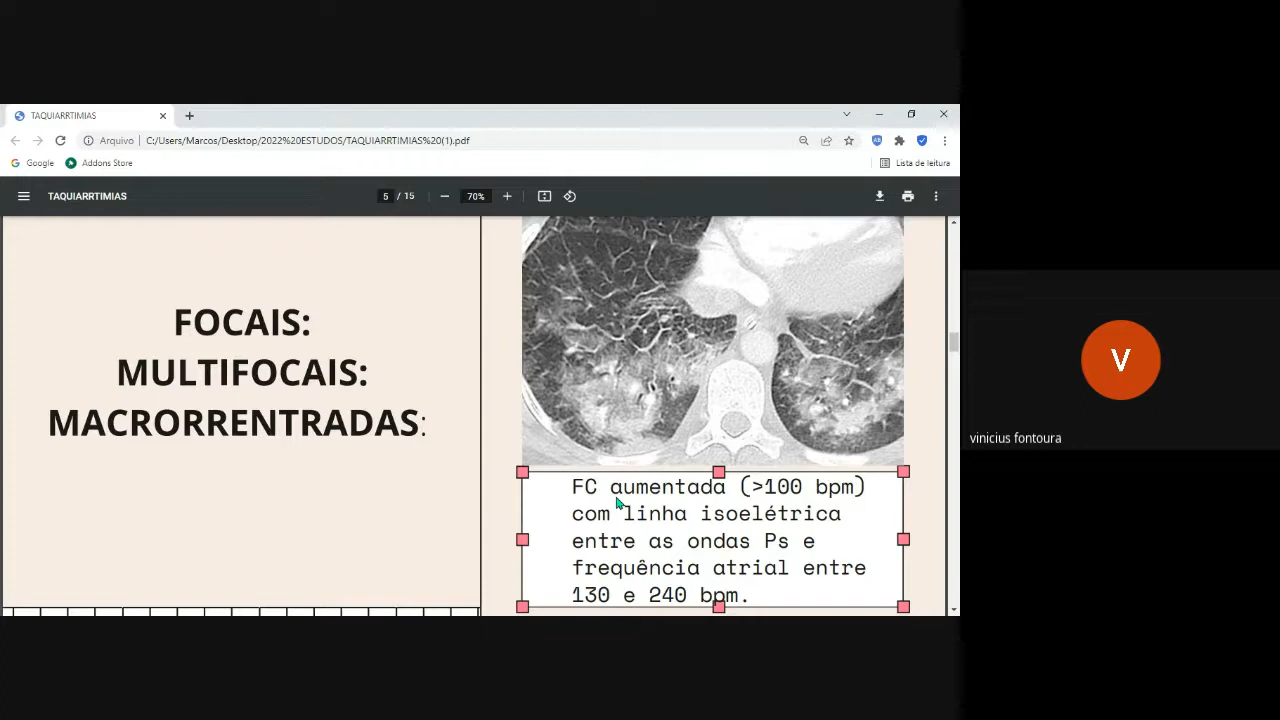 TAQUIARRTIMIAS
Arquivo
C:/Users/Marcos/Desktop/2022%20ESTUDOS/TAQUIARRTIMIAS%20(1).pdf
Google
Addons Store
Lista de leitura
TAQUIARRTIMIAS
5 / 15
70%
FOCAIS:
MULTIFOCAIS:
MACRORRENTRADAS:
FC aumentada (>100 bpm)
com linha isoelétrica
entre as ondas Ps e
frequência atrial entre
130 e 240 bpm.
V
vinicius fontoura